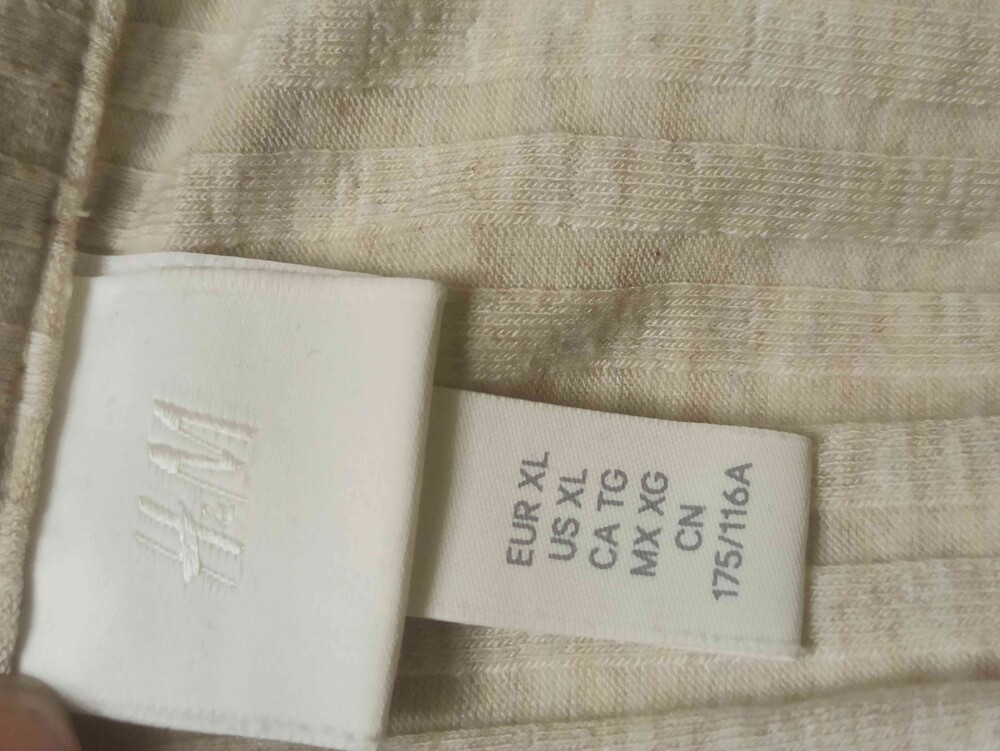 H&M
EUR XL
US XL
CA TG
MX XG
CN
175/116A